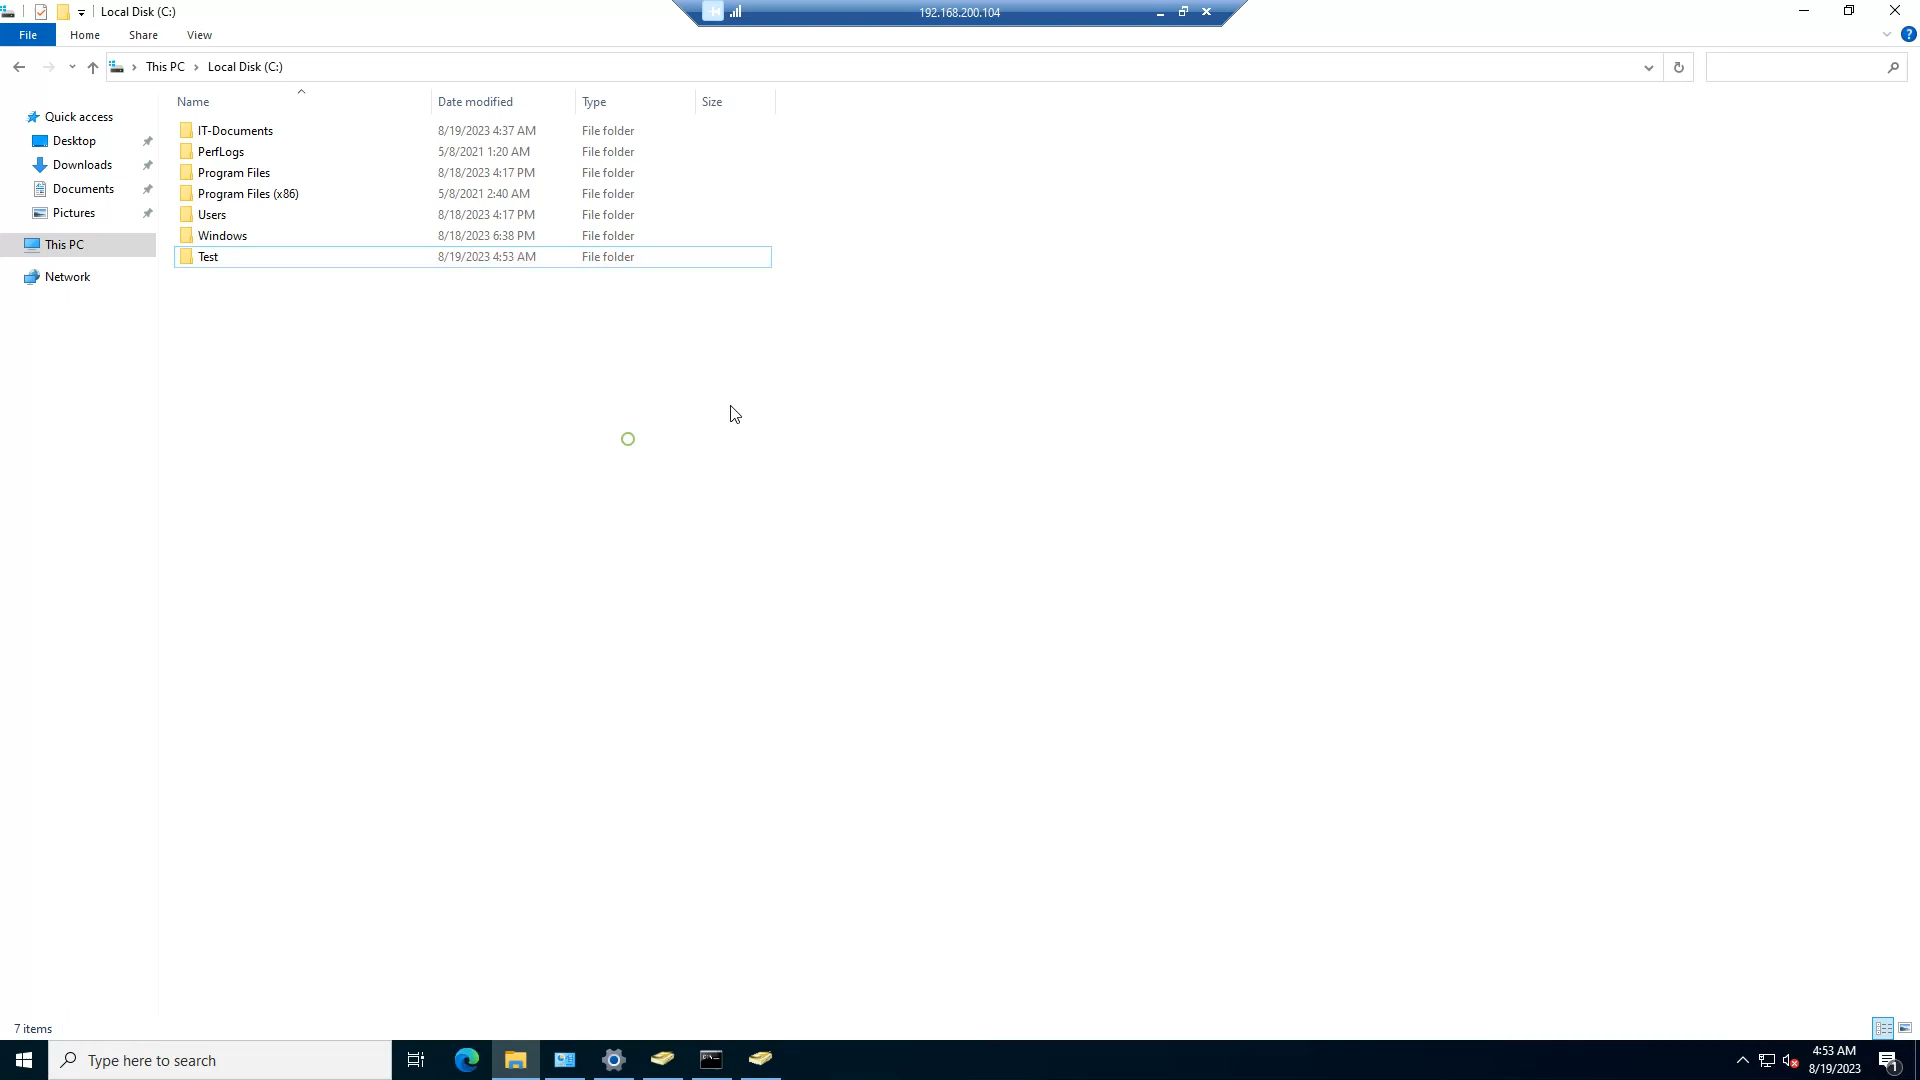 Local Disk (C:)
192.168.200.104
File Home Share View
This PC Local Disk (C:)
Name Date modified Type Size
Quick access
Desktop
Downloads
Documents
Pictures
This PC
Network
IT-Documents 8/19/2023 4:37 AM File folder
PerfLogs 5/8/2021 1:20 AM File folder
Program Files 8/18/2023 4:17 PM File folder
Program Files (x86) 5/8/2021 2:40 AM File folder
Users 8/18/2023 4:17 PM File folder
Windows 8/18/2023 6:38 PM File folder
Test 8/19/2023 4:53 AM File folder
7 items
Type here to search
4:53 AM
8/19/2023
1